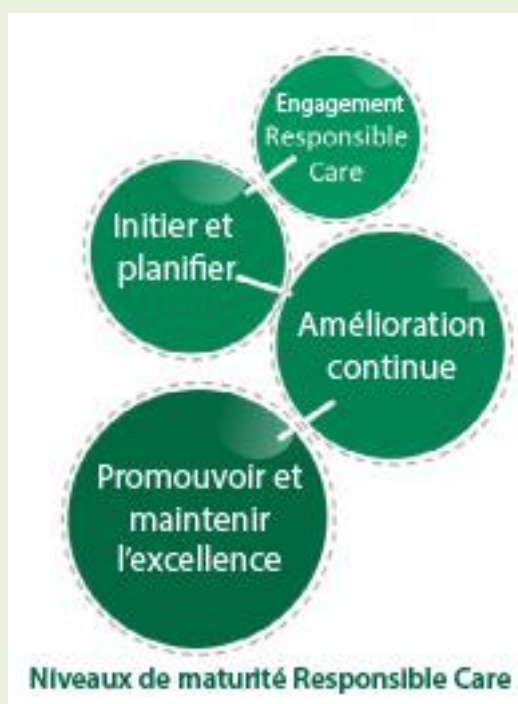 Engagement
Responsible
Care
Initier et
planifier
Amélioration
continue
Promouvoir et
maintenir
l'excellence
Niveaux de maturité Responsible Care